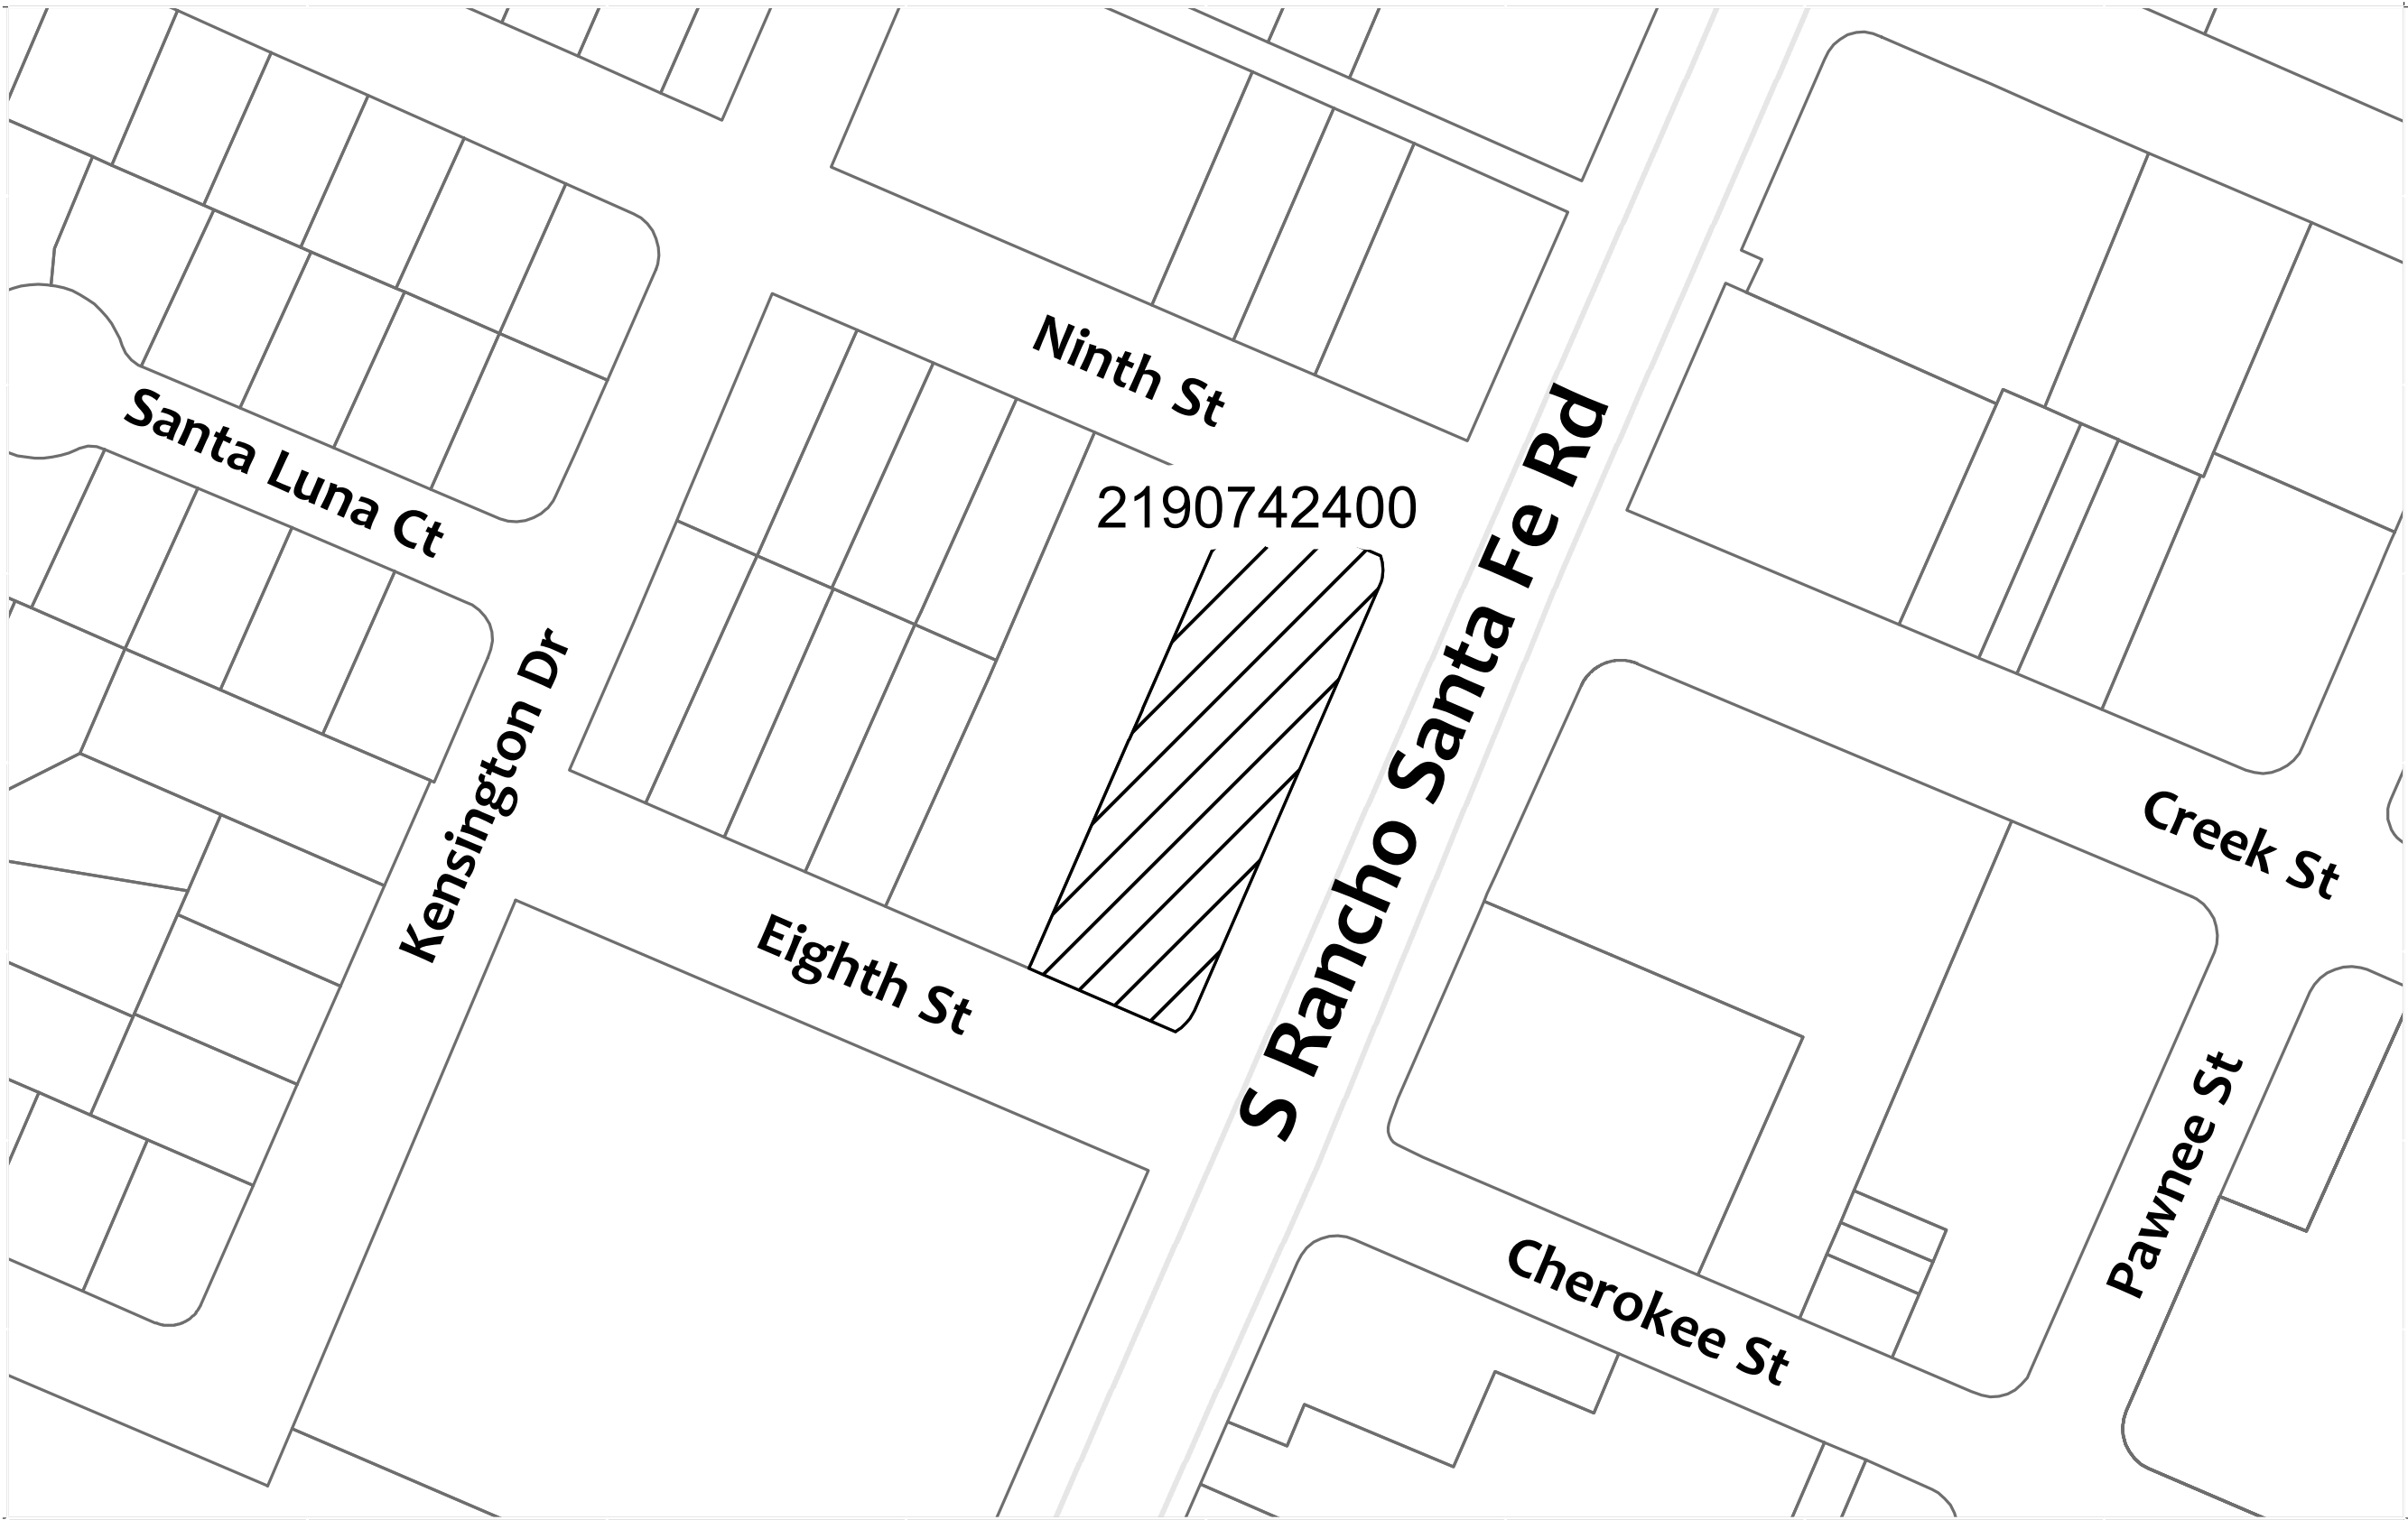 Ninth St
Santa Luna Ct
2190742400
S Rancho Santa Fe Rd
Kensington Dr
Creek St
Eighth St
Pawnee St
Cherokee St